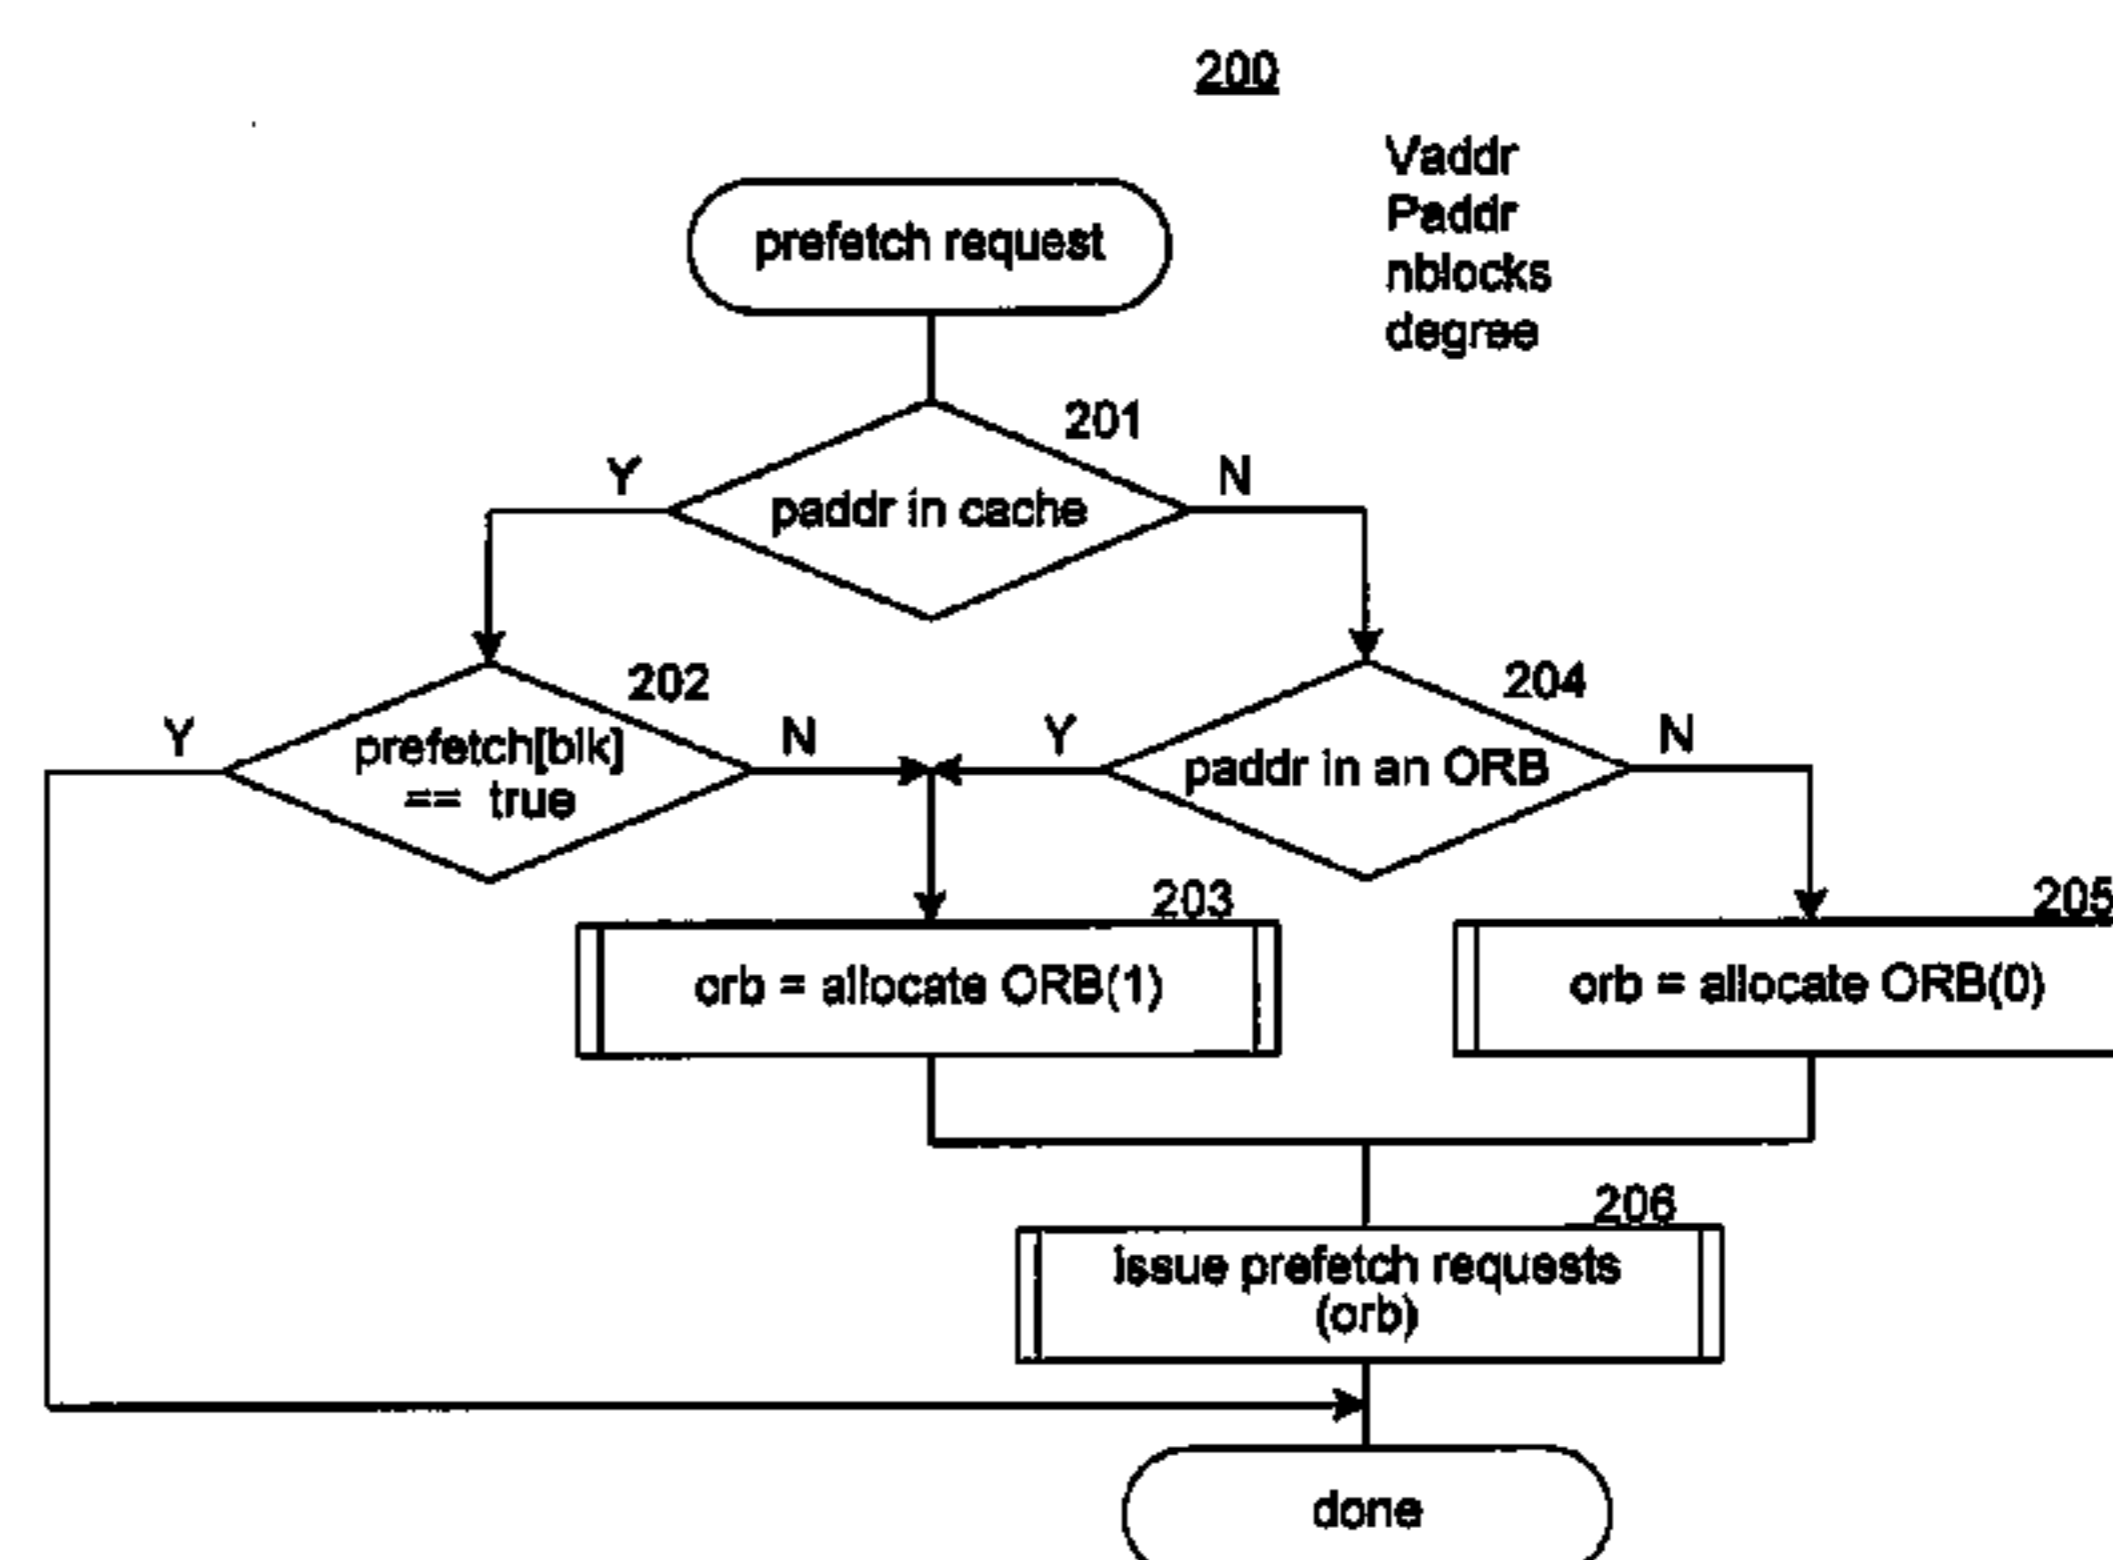 200
Vaddr
Paddr
nblocks
degree
prefetch request
201
Y
N
paddr in cache
202
204
Y
N
Y
N
prefetch[blk]
== true
paddr in an ORB
203
205
orb = allocate ORB(1)
orb = allocate ORB(0)
206
issue prefetch requests
(orb)
done